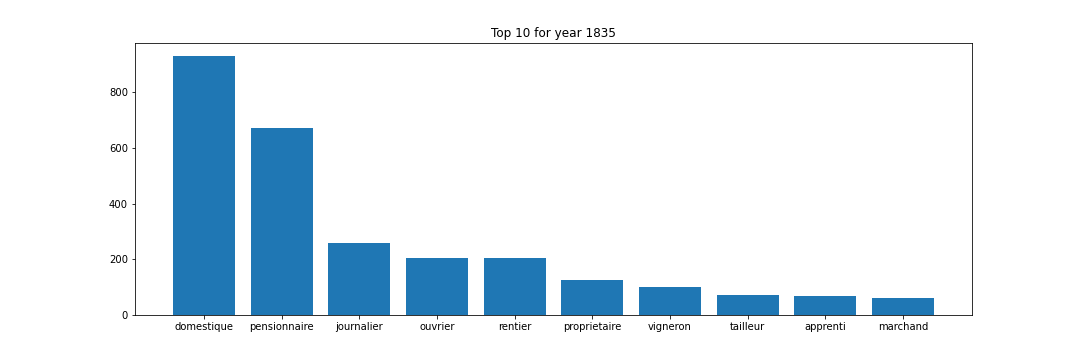 Top 10 for year 1835
800
600
400
200
0
domestique pensionnaire journalier ouvrier rentier proprietaire vigneron tailleur apprenti marchand